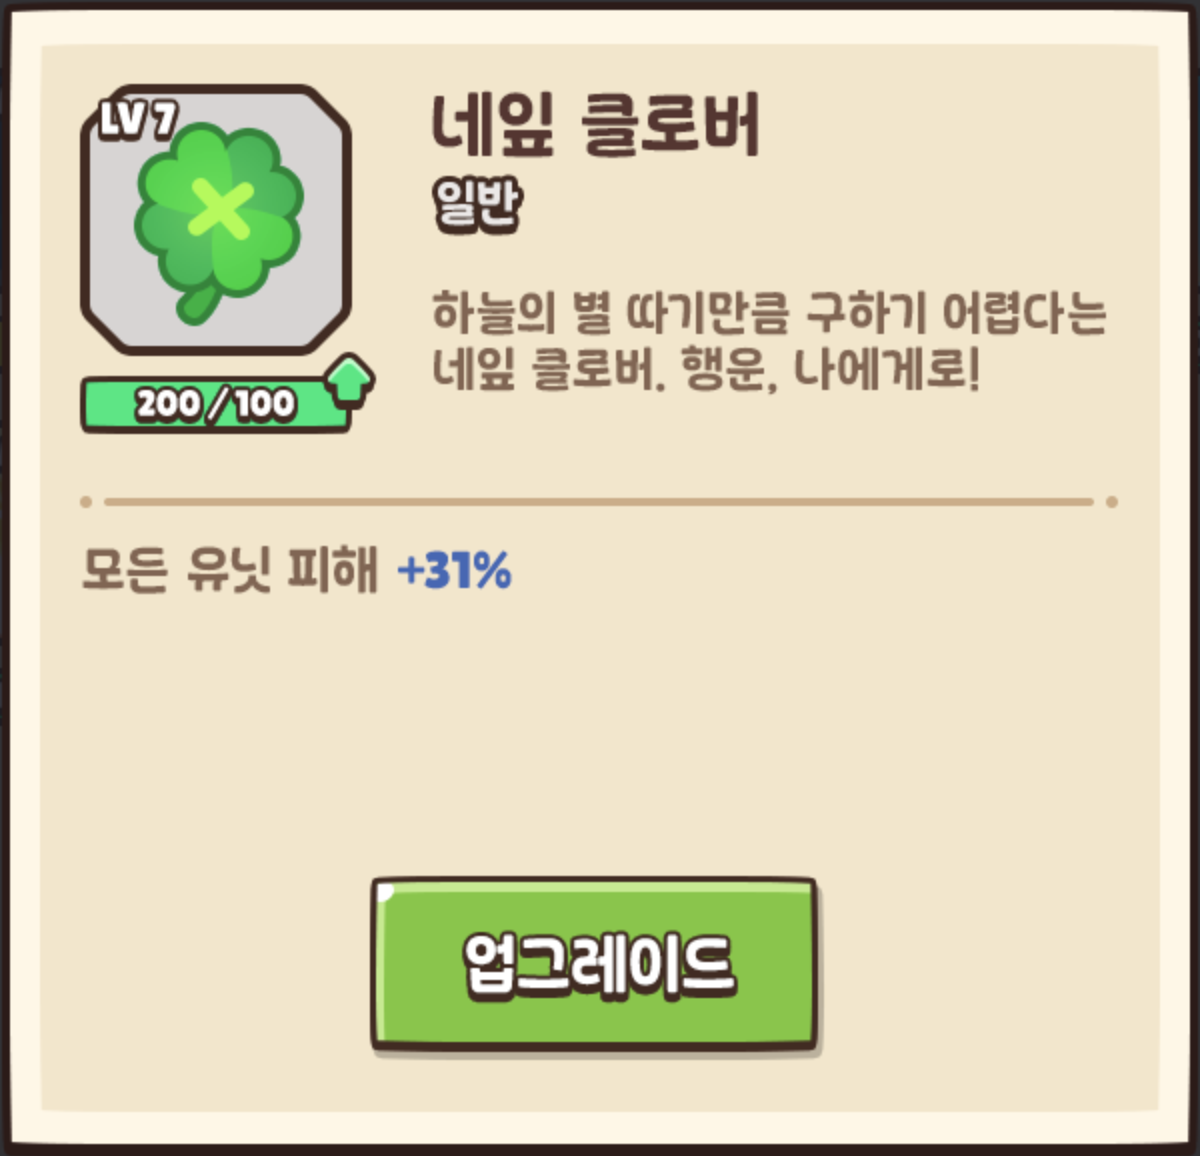 LV 7
네잎 클로버
일반
하늘의 별 따기만큼 구하기 어렵다는
네잎 클로버. 행운, 나에게로!
200/100
모든 유닛 피해 +31%
업그레이드